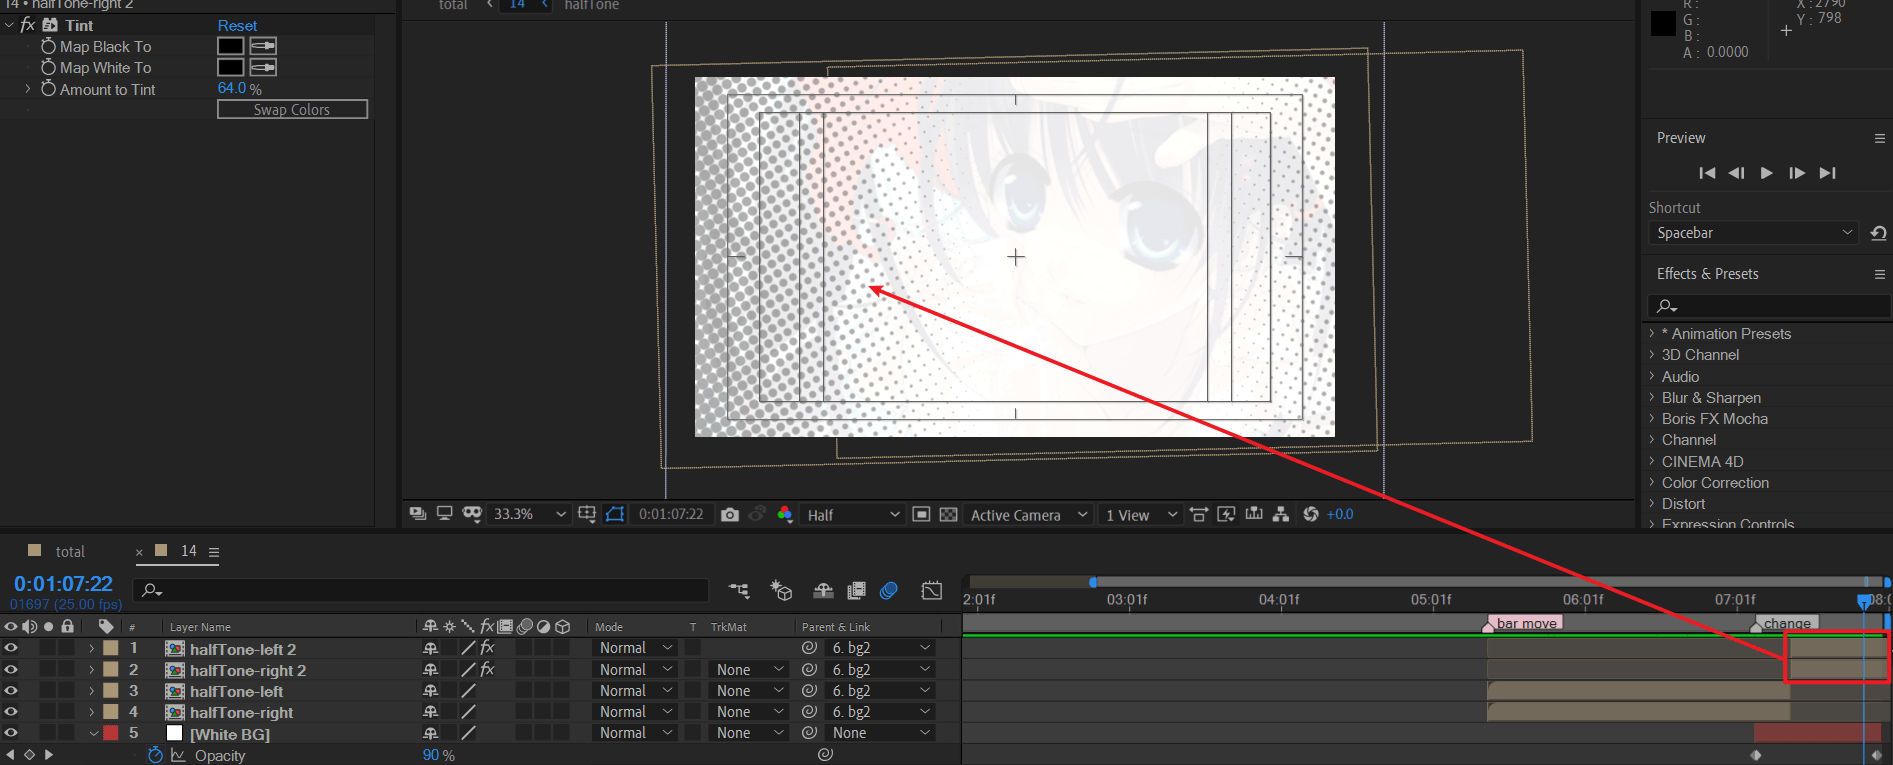 14 • halfTone-right 2
fx Tint Reset
Map Black To
Map White To
Amount to Tint 64.0 %
Swap Colors
total 14 halfTone
R :
G :
B :
A : 0.0000
X : 2790
Y : 798
Preview
Shortcut
Spacebar
Effects & Presets
* Animation Presets
3D Channel
Audio
Blur & Sharpen
Boris FX Mocha
Channel
CINEMA 4D
Color Correction
Distort
Expression Controls
33.3% 0:01:07:22 Half Active Camera 1 View +0.0
total × 14
0:01:07:22
01697 (25.00 fps)
2:01f 03:01f 04:01f 05:01f 06:01f 07:01f 08:0
# Layer Name fx Mode T TrkMat Parent & Link
bar move change
1 halfTone-left 2 fx Normal 6. bg2
2 halfTone-right 2 fx Normal None 6. bg2
3 halfTone-left Normal None 6. bg2
4 halfTone-right Normal None 6. bg2
5 [White BG] Normal None None
Opacity 90 %